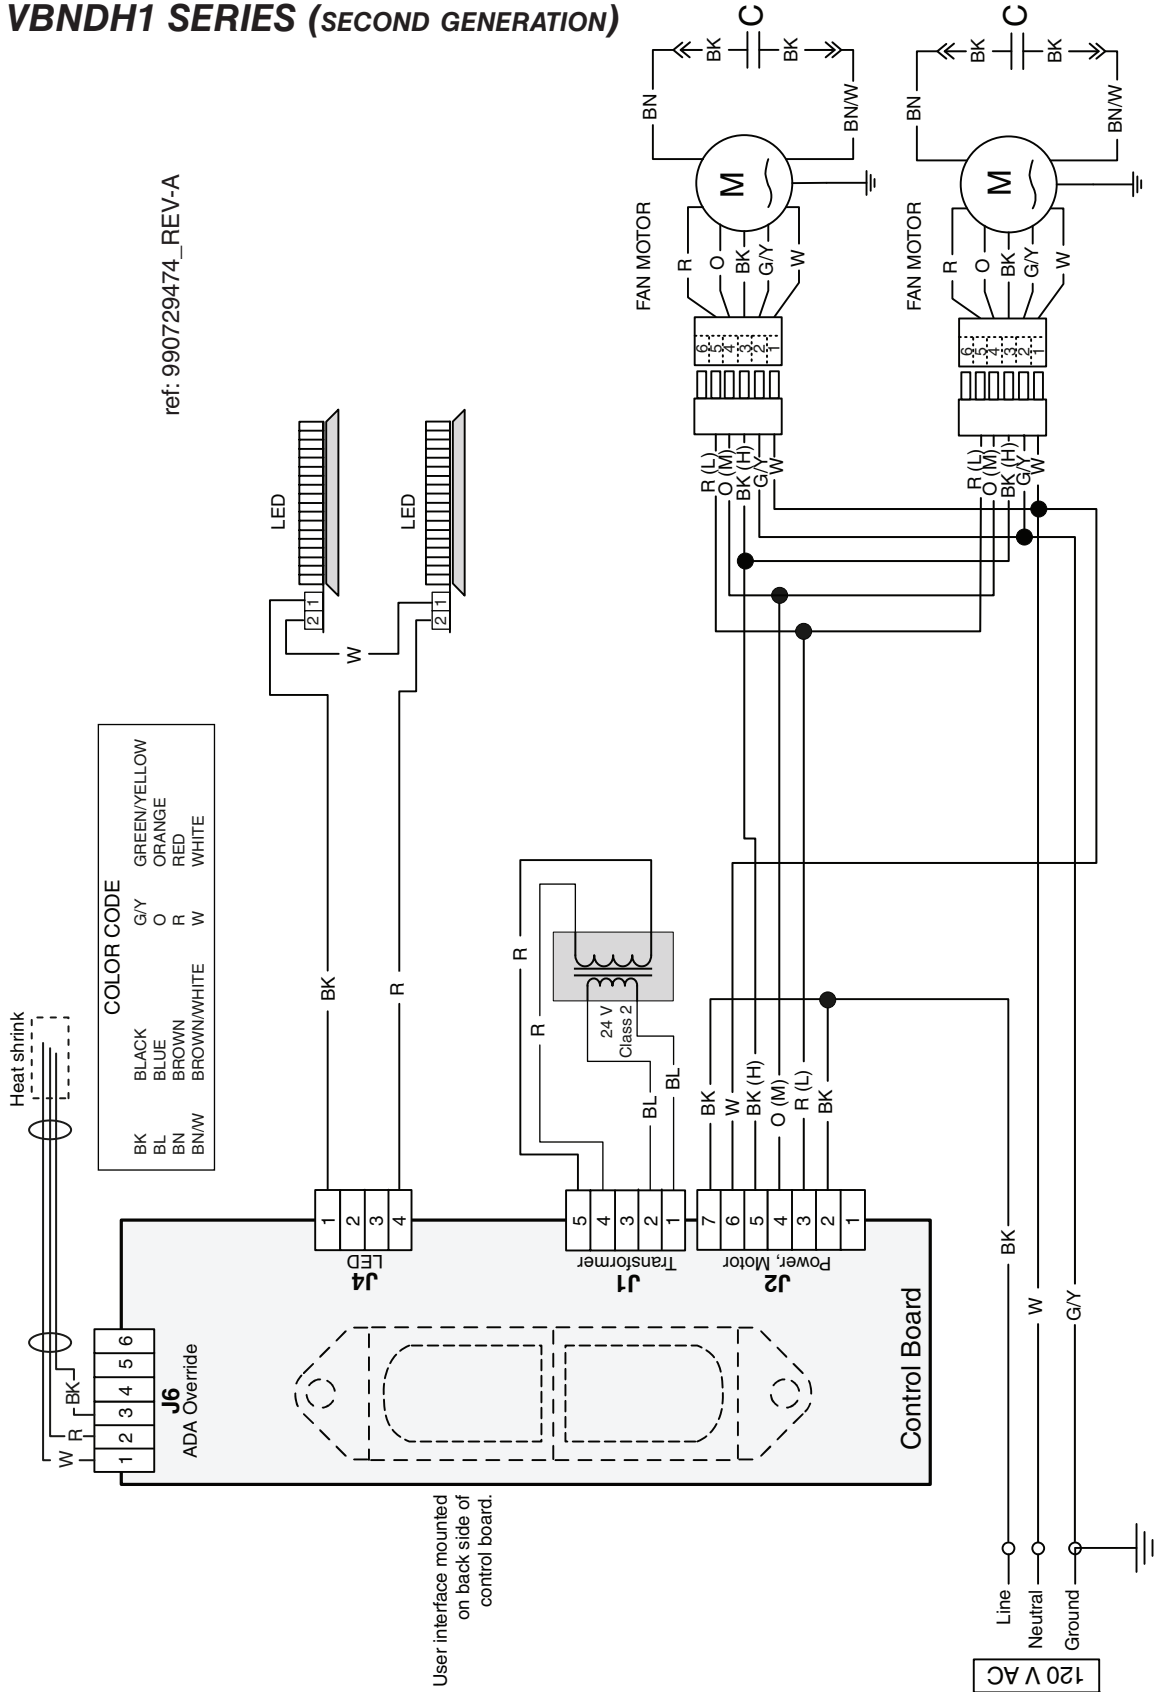 VBNDH1 SERIES (SECOND GENERATION)
ref: 990729474_REV-A
Heat shrink
COLOR CODE
BK BLACK G/Y GREEN/YELLOW
BL BLUE O ORANGE
BN BROWN R RED
BN/W BROWN/WHITE W WHITE
W
R
BK
1 2 3 4 5 6
J6
ADA Override
User interface mounted
on back side of
control board.
Control Board
1
2
3
4
J4
LED
BK
R
W
LED
2 1
LED
2 1
5
4
3
2
1
J1
Transformer
R
R
BL
BL
24 V
Class 2
7
6
5
4
3
2
1
J2
Power, Motor
BK
W
BK (H)
O (M)
R (L)
BK
120 V AC
Line
Neutral
Ground
BK
W
G/Y
R (L)
O (M)
BK (H)
G/Y
W
6
5
4
3
2
1
R
O
BK
G/Y
W
FAN MOTOR
M
BN
BN/W
BK
BK
C
R (L)
O (M)
BK (H)
G/Y
W
6
5
4
3
2
1
R
O
BK
G/Y
W
FAN MOTOR
M
BN
BN/W
BK
BK
C